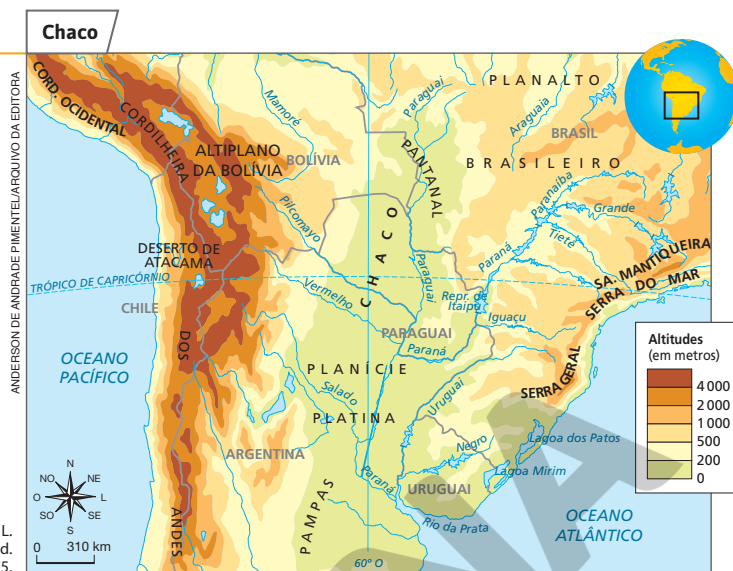 Chaco
ANDERSON DE ANDRADE PIMENTEL/ARQUIVO DA EDITORA
CORD. OCIDENTAL
CORDILHEIRA
DOS
ANDES
Mamoré
ALTIPLANO
DA BOLÍVIA
BOLÍVIA
Pilcomayo
DESERTO DE
ATACAMA
TRÓPICO DE CAPRICÓRNIO
CHILE
OCEANO
PACÍFICO
Paraguai
PANTANAL
PLANALTO
BRASILEIRO
Araguaia
BRASIL
Paranaíba
Grande
Tietê
Paraná
SA. MANTIQUEIRA
SERRA DO MAR
CHACO
Paraguai
Vermelho
Repr. de
Itaipu
Iguaçu
PARAGUAI
Paraná
PLANÍCIE
PLATINA
Salado
Uruguai
SERRA GERAL
ARGENTINA
Negro
Lagoa dos Patos
Lagoa Mirim
Paraná
URUGUAI
Rio da Prata
PAMPAS
OCEANO
ATLÂNTICO
60° O
Altitudes
(em metros)
4 000
2 000
1 000
500
200
0
N
NO NE
O L
SO SE
S
0 310 km
L.
d.
5.